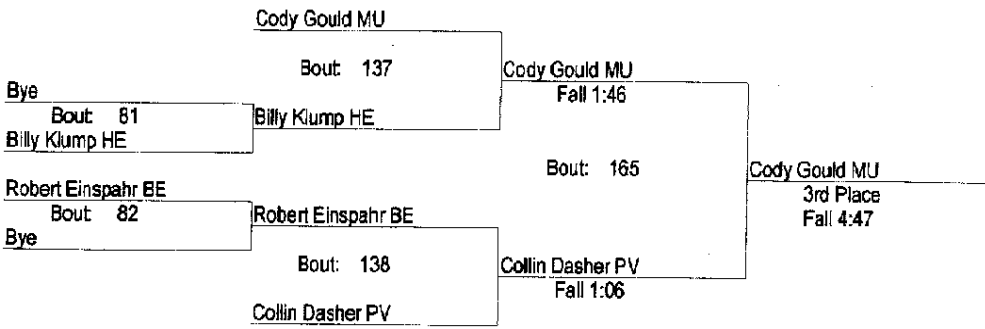 Cody Gould MU
Bout: 137
Cody Gould MU
Fall 1:46
Bye
Bout: 81
Billy Klump HE
Billy Klump HE
Bout: 165
Cody Gould MU
3rd Place
Fall 4:47
Robert Einspahr BE
Bout: 82
Robert Einspahr BE
Bye
Bout: 138
Collin Dasher PV
Fall 1:06
Collin Dasher PV